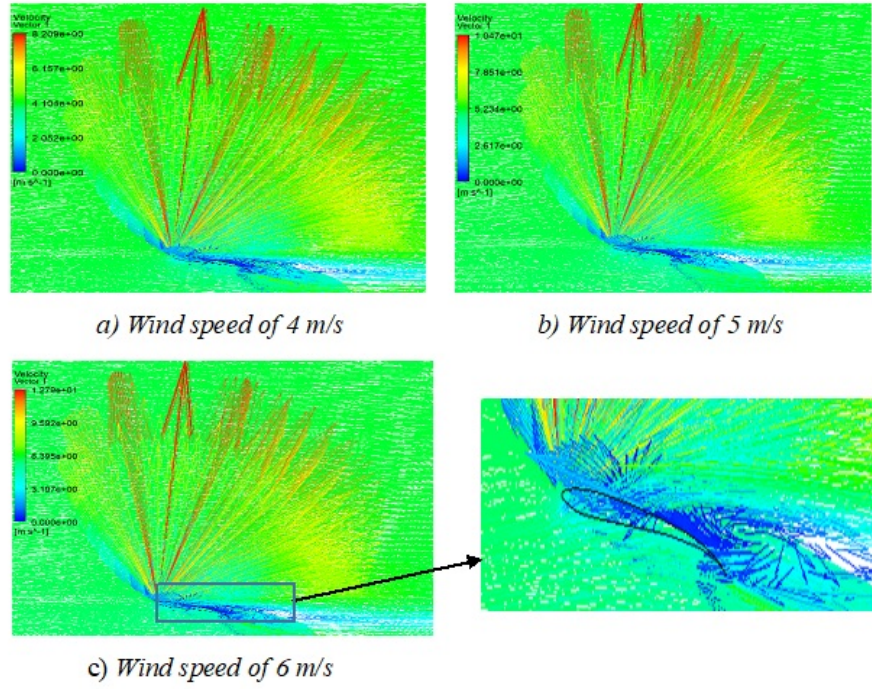 Velocity
Vector 1
8.209e+00
6.157e+00
4.104e+00
2.052e+00
0.000e+00
[m s^-1]
Velocity
Vector 1
1.047e+01
7.851e+00
5.234e+00
2.617e+00
0.000e+00
[m s^-1]
a) Wind speed of 4 m/s
b) Wind speed of 5 m/s
Velocity
Vector 1
1.279e+01
9.592e+00
6.395e+00
3.197e+00
0.000e+00
[m s^-1]
c) Wind speed of 6 m/s